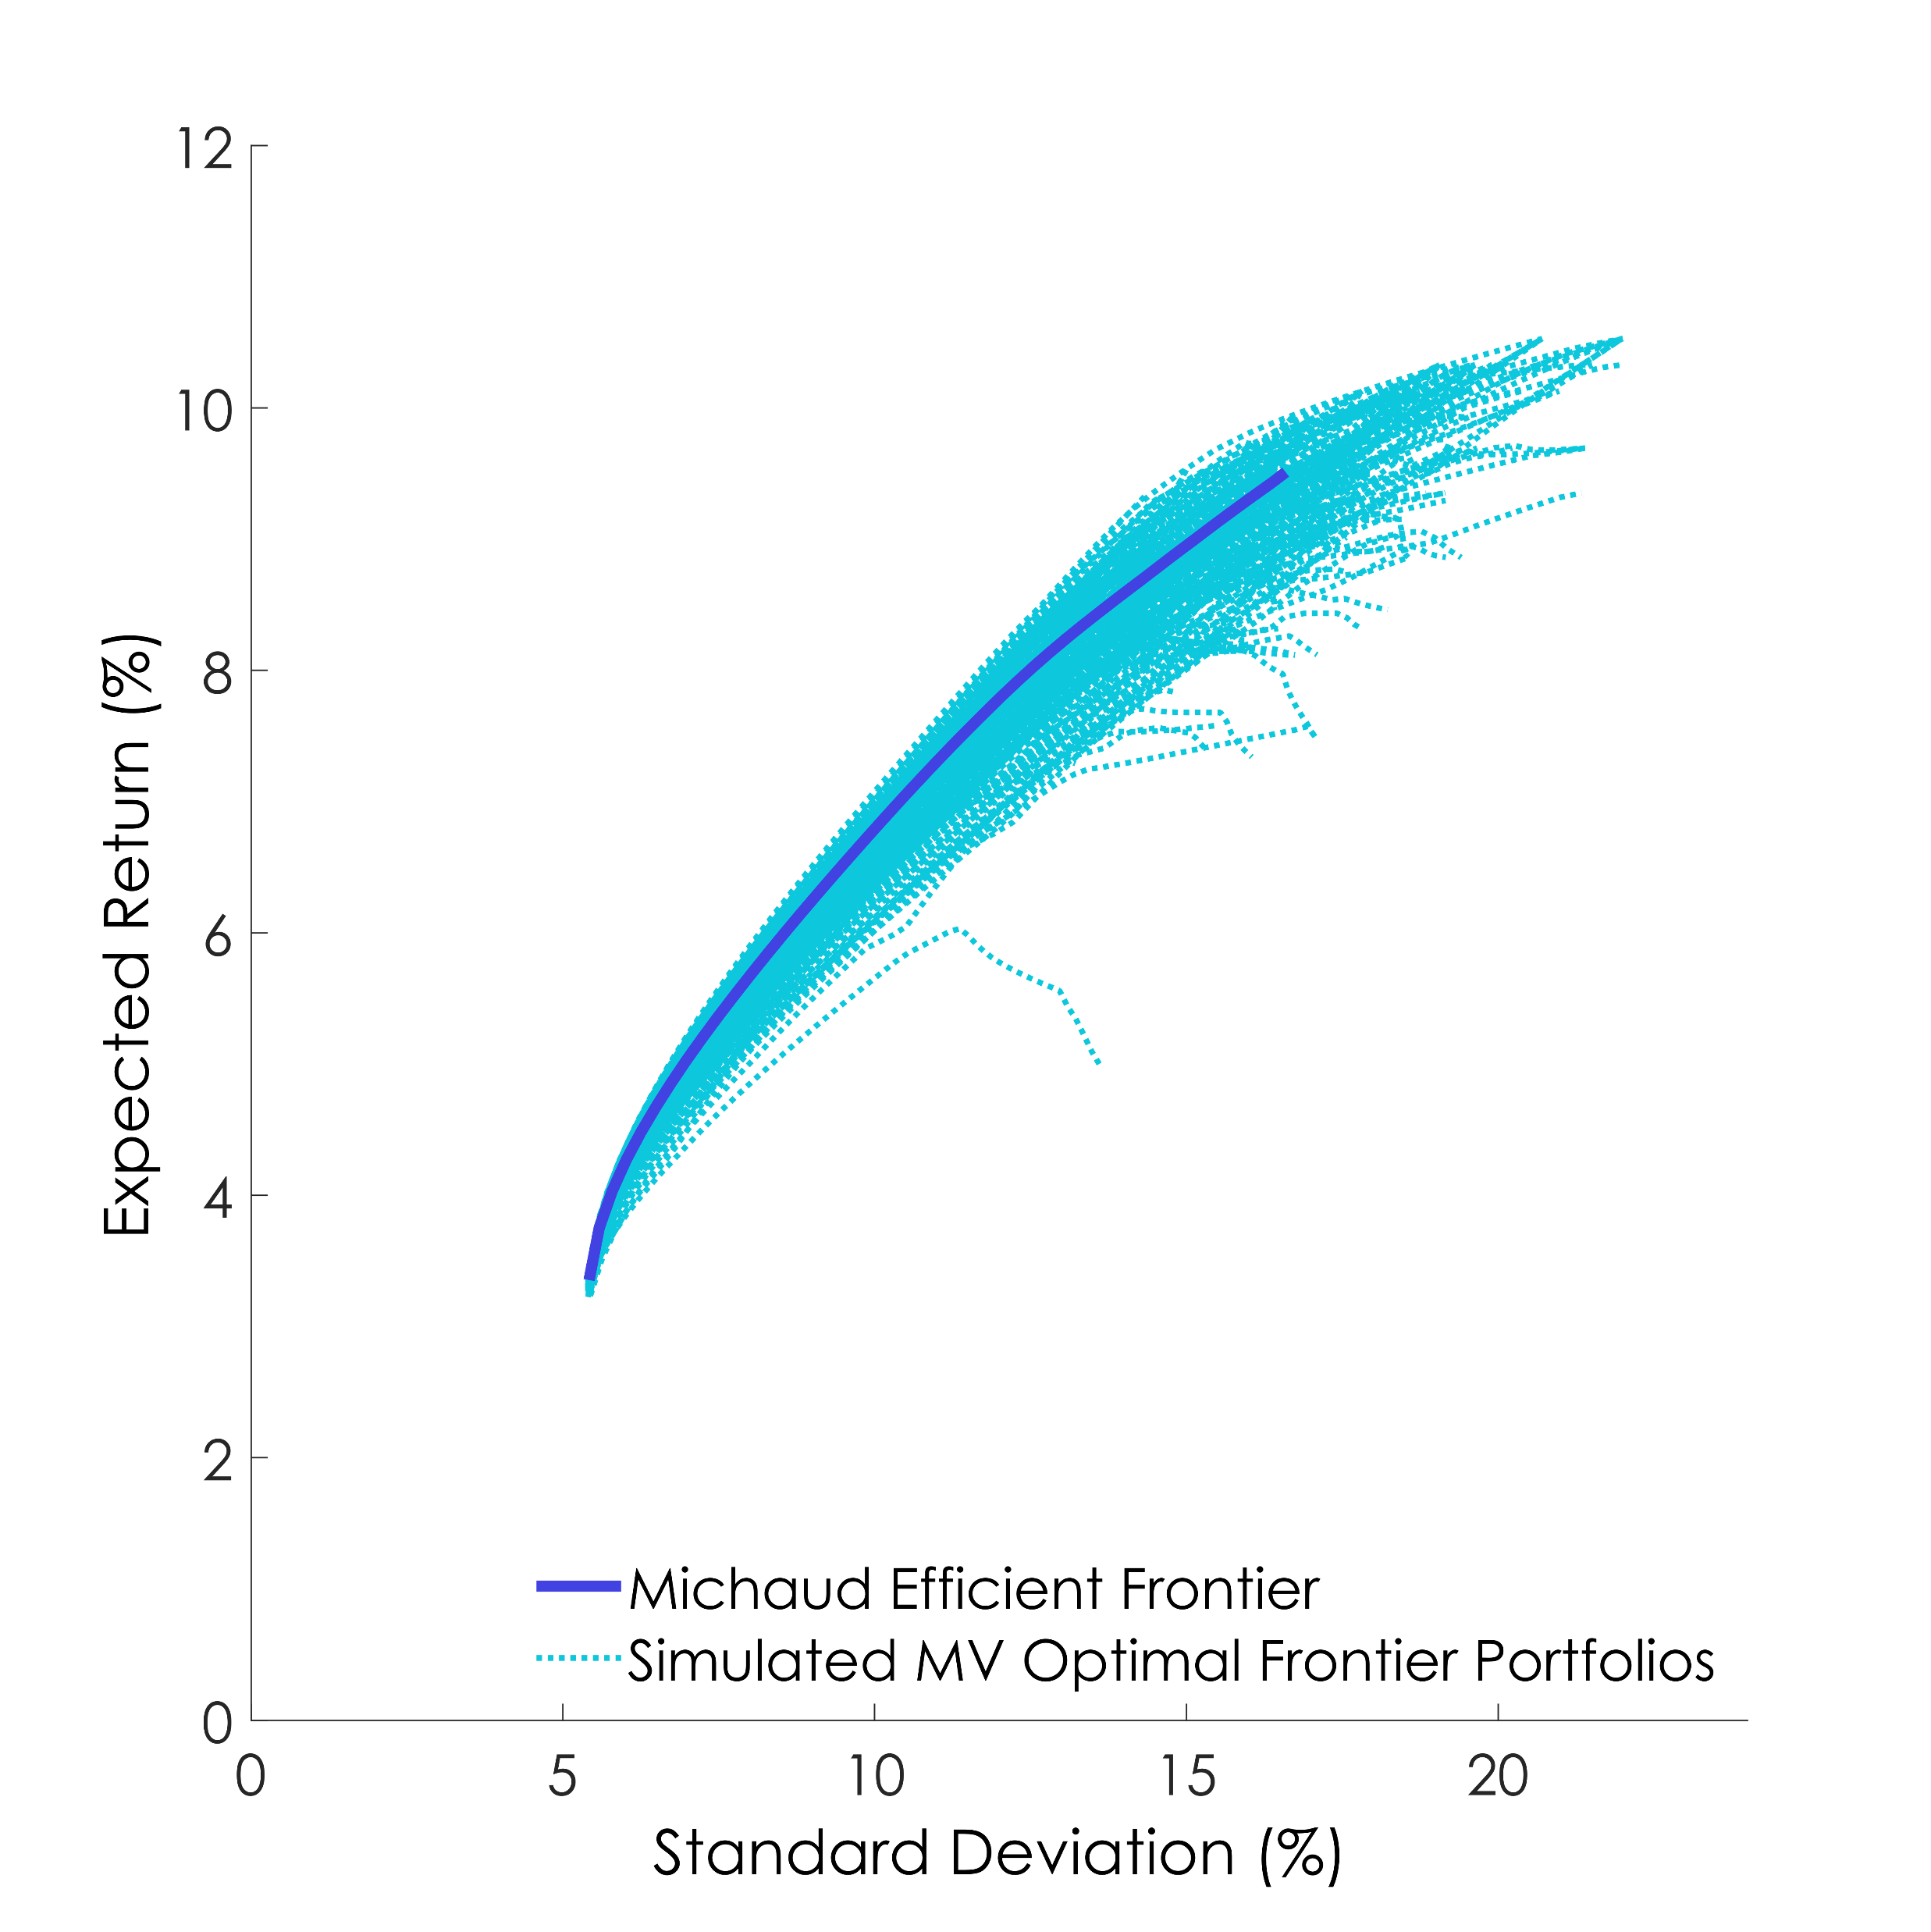 12
10
8
6
4
2
0
Expected Return (%)
Michaud Efficient Frontier
Simulated MV Optimal Frontier Portfolios
0 5 10 15 20
Standard Deviation (%)